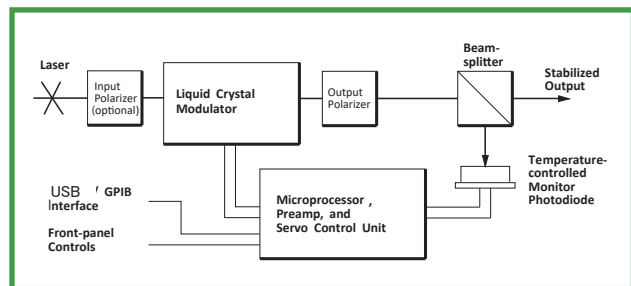 Laser
Input
Polarizer
(optional)
Liquid Crystal
Modulator
Output
Polarizer
Beam-
splitter
Stabilized
Output
Temperature-
controlled
Monitor
Photodiode
Microprocessor ,
Preamp, and
Servo Control Unit
USB / GPIB
Interface
Front-panel
Controls